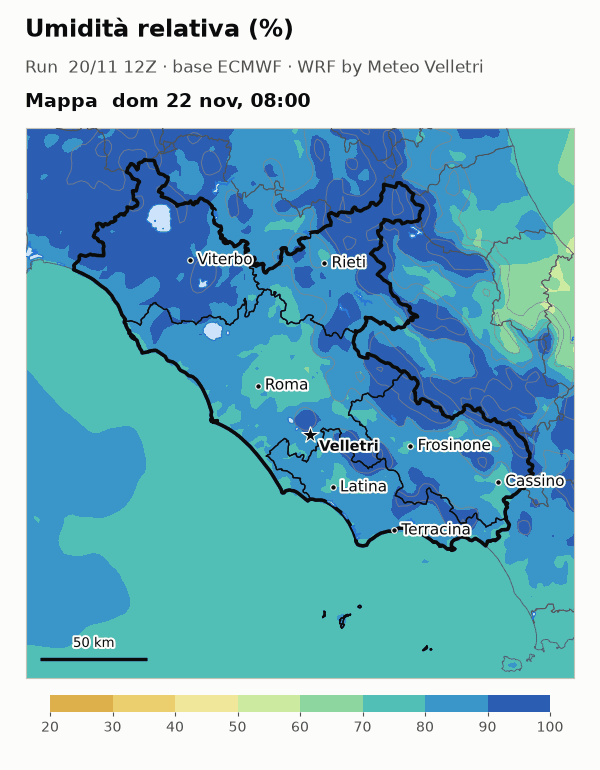 Umidità relativa (%)
Run  20/11 12Z · base ECMWF · WRF by Meteo Velletri
Mappa  dom 22 nov, 08:00
Viterbo
Rieti
Roma
Velletri
Frosinone
Cassino
Latina
Terracina
50 km
20 30 40 50 60 70 80 90 100